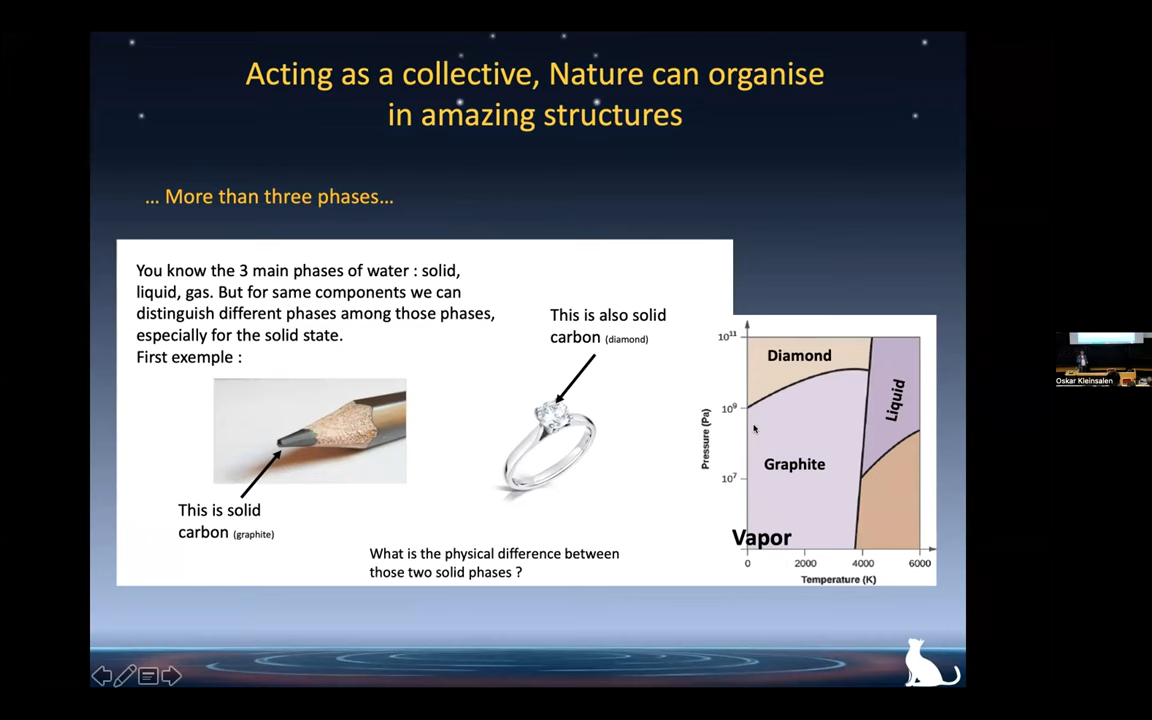 Acting as a collective, Nature can organise
in amazing structures
... More than three phases...
You know the 3 main phases of water : solid,
liquid, gas. But for same components we can
distinguish different phases among those phases,
especially for the solid state.
First exemple :
This is also solid
carbon (diamond)
This is solid
carbon (graphite)
What is the physical difference between
those two solid phases ?
Pressure (Pa)
10¹¹
10⁹
10⁷
Diamond
Liquid
Graphite
Vapor
0 2000 4000 6000
Temperature (K)
Oskar Kleinsalen